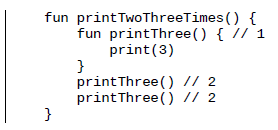 fun printTwoThreeTimes() {
    fun printThree() { // 1
        print(3)
    }
    printThree() // 2
    printThree() // 2
}